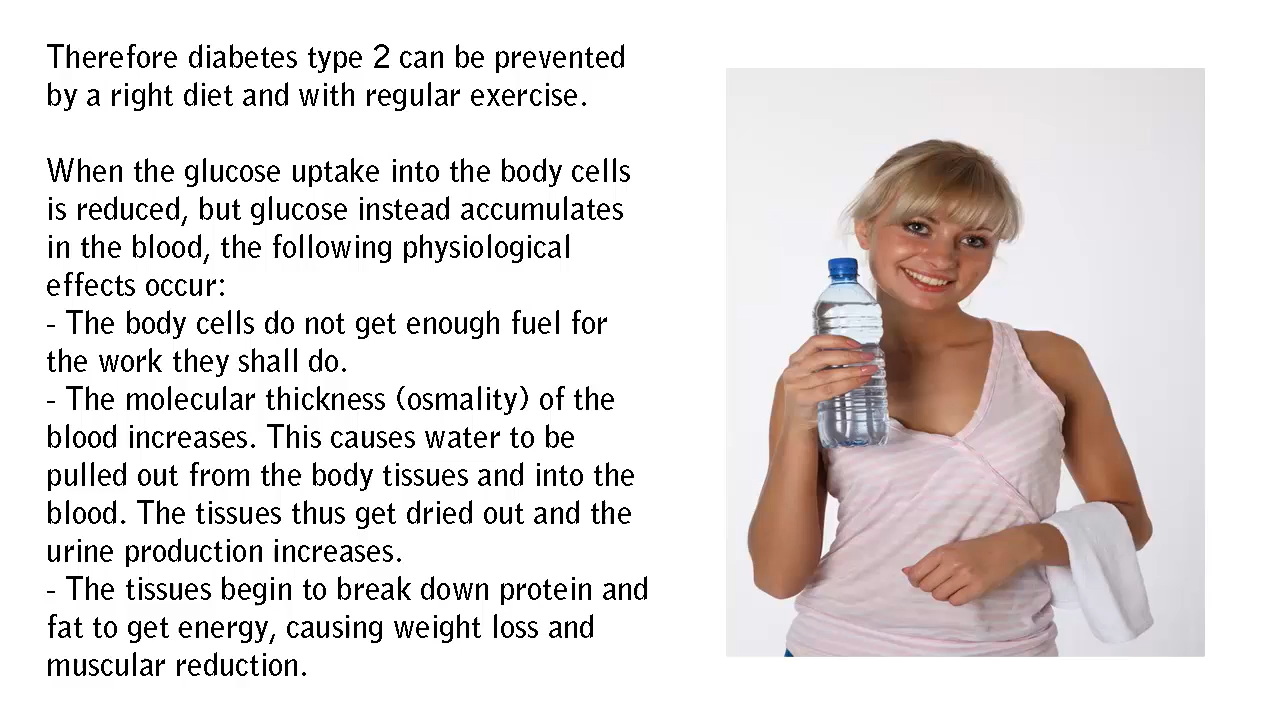 Therefore diabetes type 2 can be prevented
by a right diet and with regular exercise.
When the glucose uptake into the body cells
is reduced, but glucose instead accumulates
in the blood, the following physiological
effects occur:
- The body cells do not get enough fuel for
the work they shall do.
- The molecular thickness (osmality) of the
blood increases. This causes water to be
pulled out from the body tissues and into the
blood. The tissues thus get dried out and the
urine production increases.
- The tissues begin to break down protein and
fat to get energy, causing weight loss and
muscular reduction.